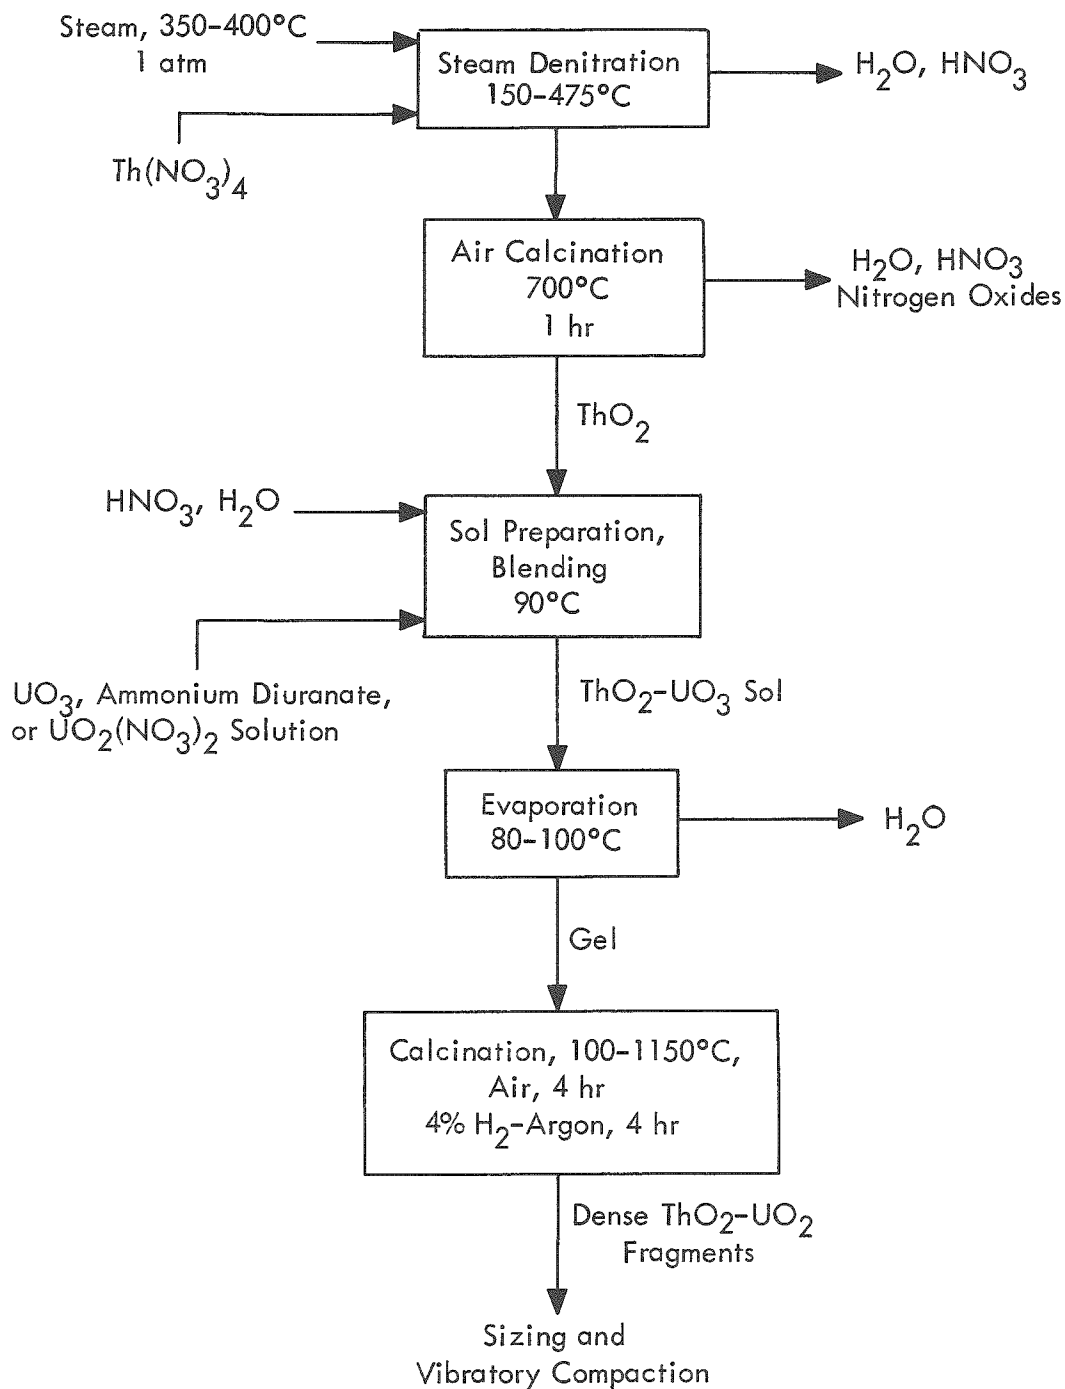 Steam, 350-400°C
1 atm
Steam Denitration
150-475°C
H₂O, HNO₃
Th(NO₃)₄
Air Calcination
700°C
1 hr
H₂O, HNO₃
Nitrogen Oxides
ThO₂
HNO₃, H₂O
Sol Preparation,
Blending
90°C
UO₃, Ammonium Diuranate,
or UO₂(NO₃)₂ Solution
ThO₂-UO₃ Sol
Evaporation
80-100°C
H₂O
Gel
Calcination, 100-1150°C,
Air, 4 hr
4% H₂-Argon, 4 hr
Dense ThO₂-UO₂
Fragments
Sizing and
Vibratory Compaction